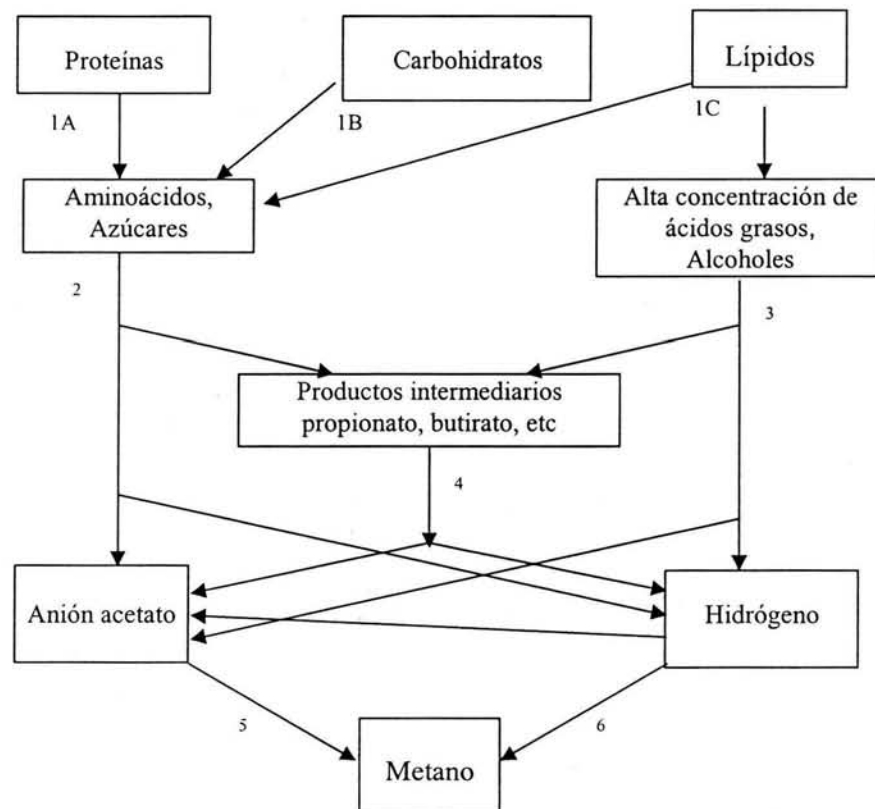 Proteínas
Carbohidratos
Lípidos
1A
1B
1C
Aminoácidos,
Azúcares
Alta concentración de
ácidos grasos,
Alcoholes
2
3
Productos intermediarios
propionato, butirato, etc
4
Anión acetato
Hidrógeno
5
6
Metano